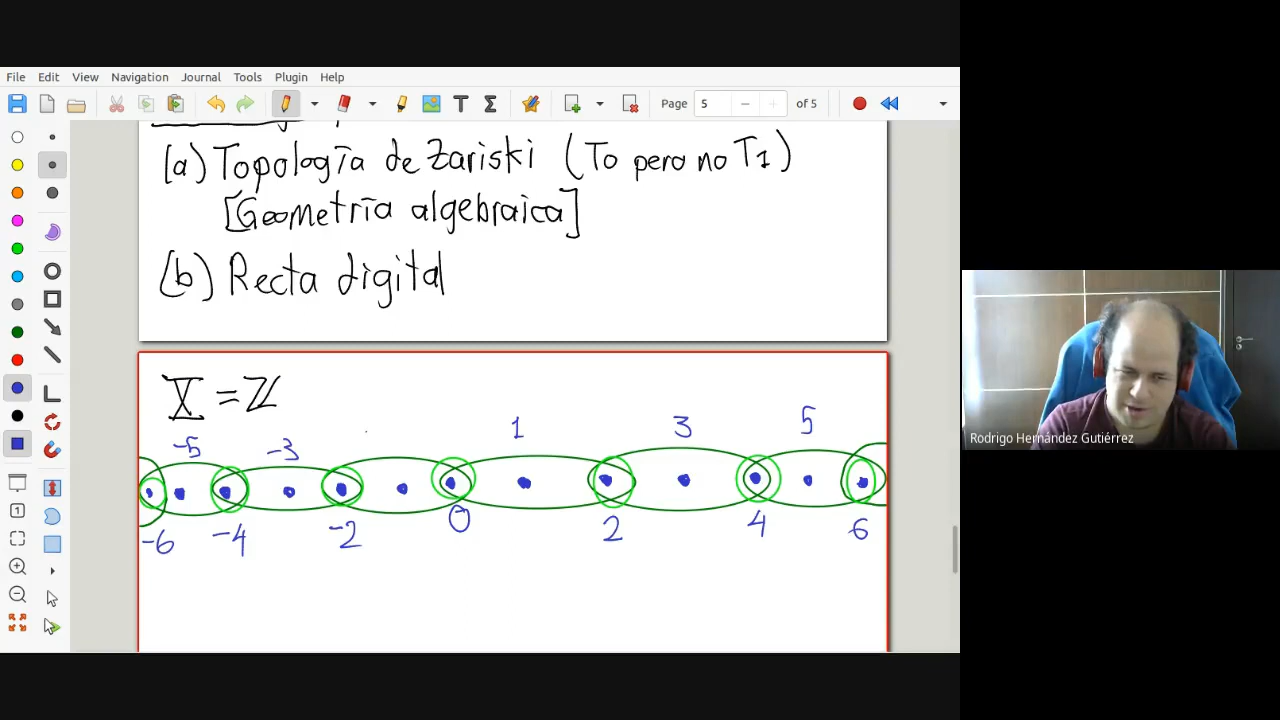 File Edit View Navigation Journal Tools Plugin Help
Page 5 of 5
(a) Topología de Zariski (T0 pero no T1)
[Geometría algebraica]
(b) Recta digital
X = ℤ
-5 -3 1 3 5
-6 -4 -2 0 2 4 6
Rodrigo Hernández Gutiérrez